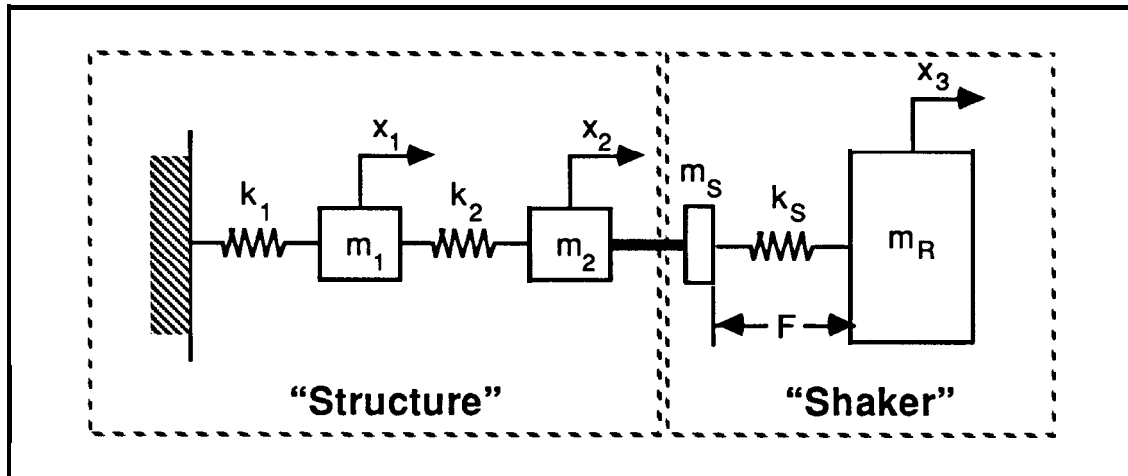 x1
x2
x3
k1
k2
mS
kS
m1
m2
mR
F
“Structure”
“Shaker”